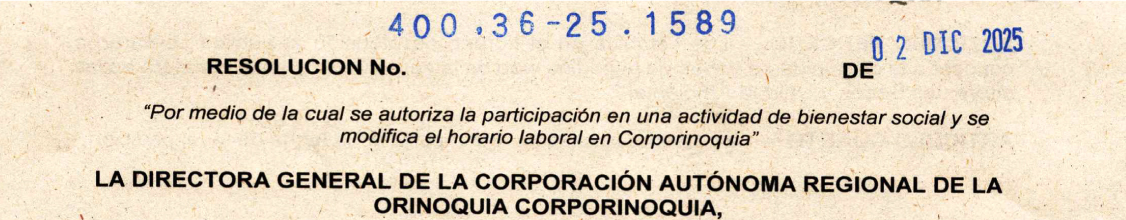 400.36-25.1589
RESOLUCION No. DE 02 DIC 2025
“Por medio de la cual se autoriza la participación en una actividad de bienestar social y se
modifica el horario laboral en Corporinoquia”
LA DIRECTORA GENERAL DE LA CORPORACIÓN AUTÓNOMA REGIONAL DE LA
ORINOQUIA CORPORINOQUIA,